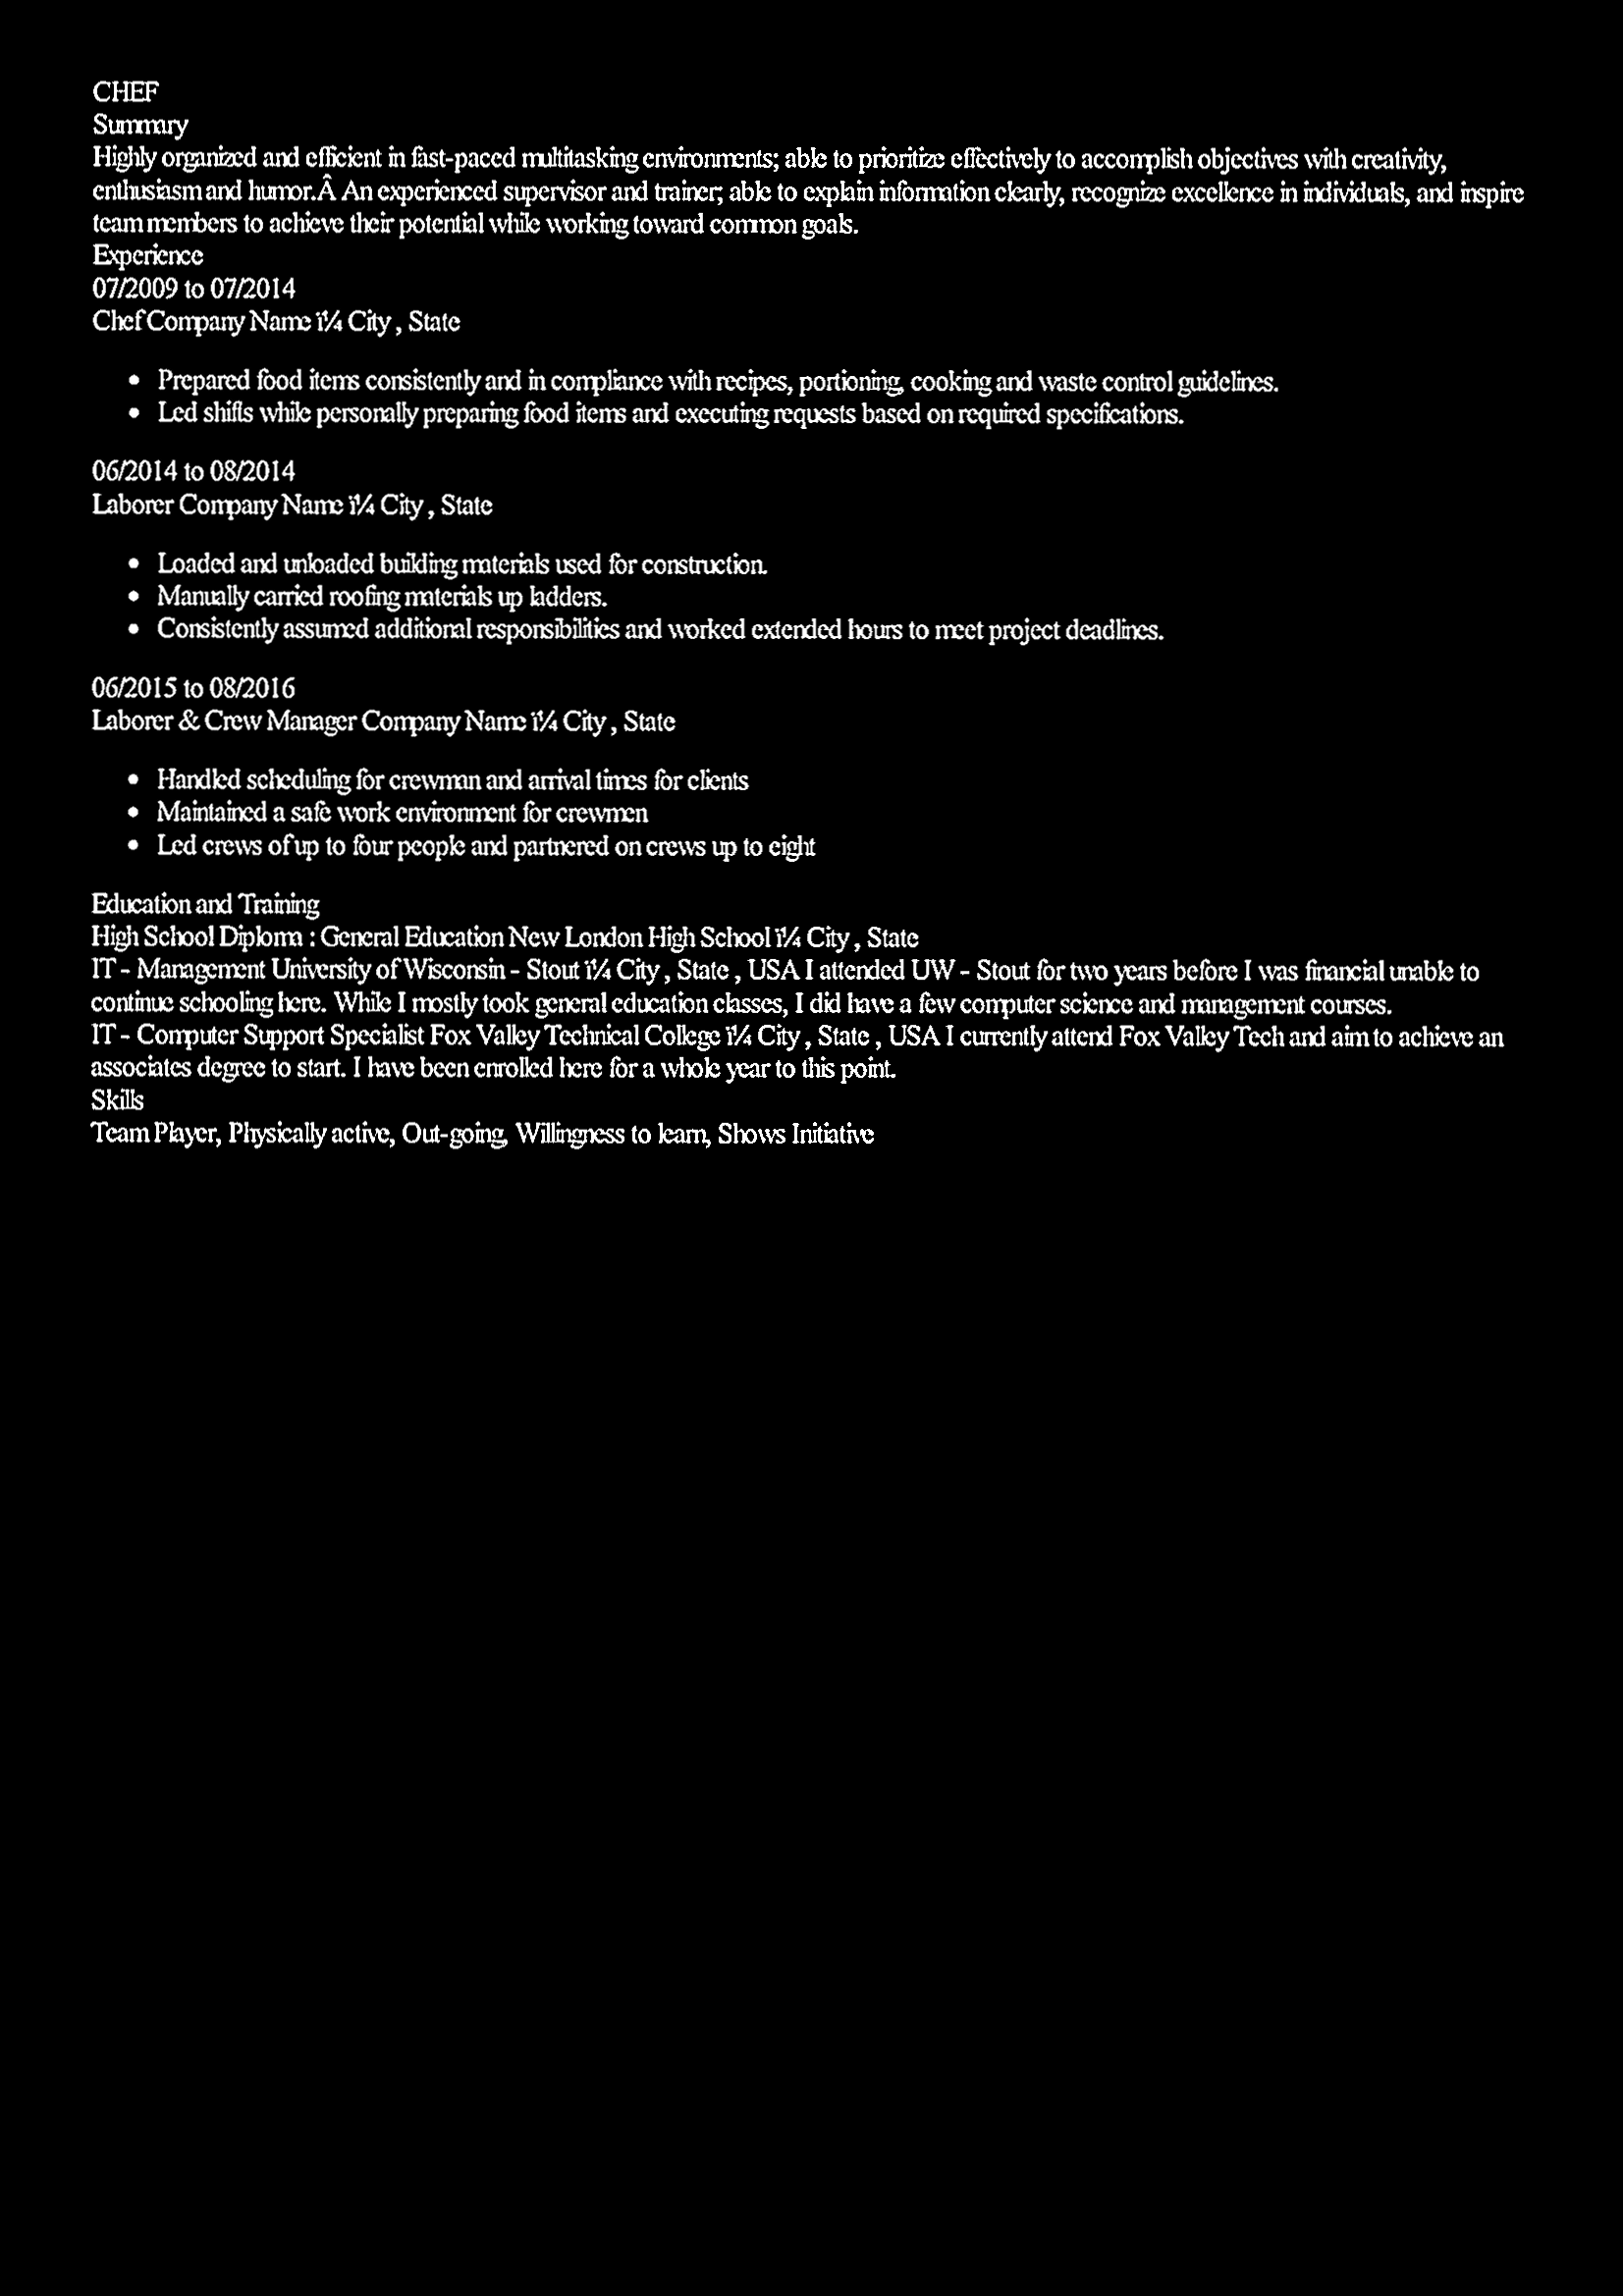 CHEF
Summary
Highly organized and efficient in fast-paced multitasking environments; able to prioritize effectively to accomplish objectives with creativity,
enthusiasm and humor.Â An experienced supervisor and trainer; able to explain information clearly, recognize excellence in individuals, and inspire
team members to achieve their potential while working toward common goals.
Experience
07/2009 to 07/2014
Chef Company Name ï¼ City , State
• Prepared food items consistently and in compliance with recipes, portioning, cooking and waste control guidelines.
• Led shifts while personally preparing food items and executing requests based on required specifications.
06/2014 to 08/2014
Laborer Company Name ï¼ City , State
• Loaded and unloaded building materials used for construction.
• Manually carried roofing materials up ladders.
• Consistently assumed additional responsibilities and worked extended hours to meet project deadlines.
06/2015 to 08/2016
Laborer & Crew Manager Company Name ï¼ City , State
• Handled scheduling for crewman and arrival times for clients
• Maintained a safe work environment for crewmen
• Led crews of up to four people and partnered on crews up to eight
Education and Training
High School Diploma : General Education New London High School ï¼ City , State
IT - Management University of Wisconsin - Stout ï¼ City , State , USA I attended UW - Stout for two years before I was financial unable to
continue schooling here. While I mostly took general education classes, I did have a few computer science and management courses.
IT - Computer Support Specialist Fox Valley Technical College ï¼ City , State , USA I currently attend Fox Valley Tech and aim to achieve an
associates degree to start. I have been enrolled here for a whole year to this point.
Skills
Team Player, Physically active, Out-going, Willingness to learn, Shows Initiative